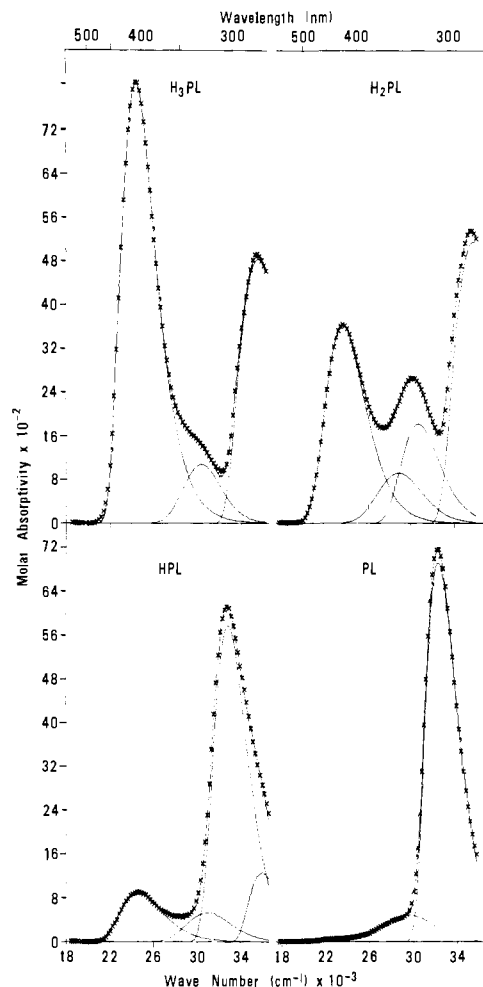 Wavelength (nm)
500 400 300 500 400 300
H₃PL H₂PL
72
64
56
48
40
32
24
16
8
0
HPL PL
72
64
56
48
40
32
24
16
8
0
Molar Absorptivity x 10⁻²
18 22 26 30 34 18 22 26 30 34
Wave Number (cm⁻¹) x 10⁻³